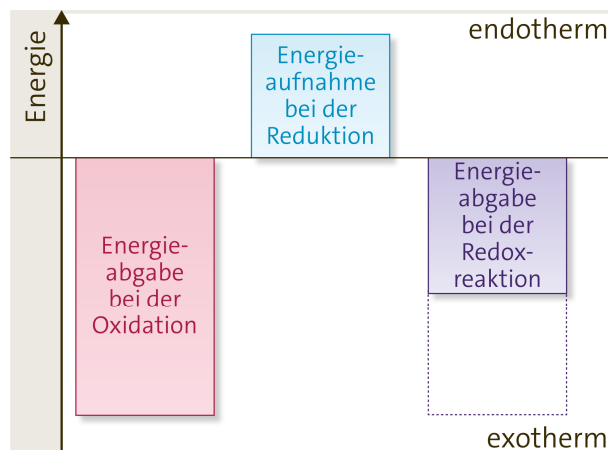 Energie
endotherm
Energie-
aufnahme
bei der
Reduktion
Energie-
abgabe
bei der
Oxidation
Energie-
abgabe
bei der
Redox-
reaktion
exotherm